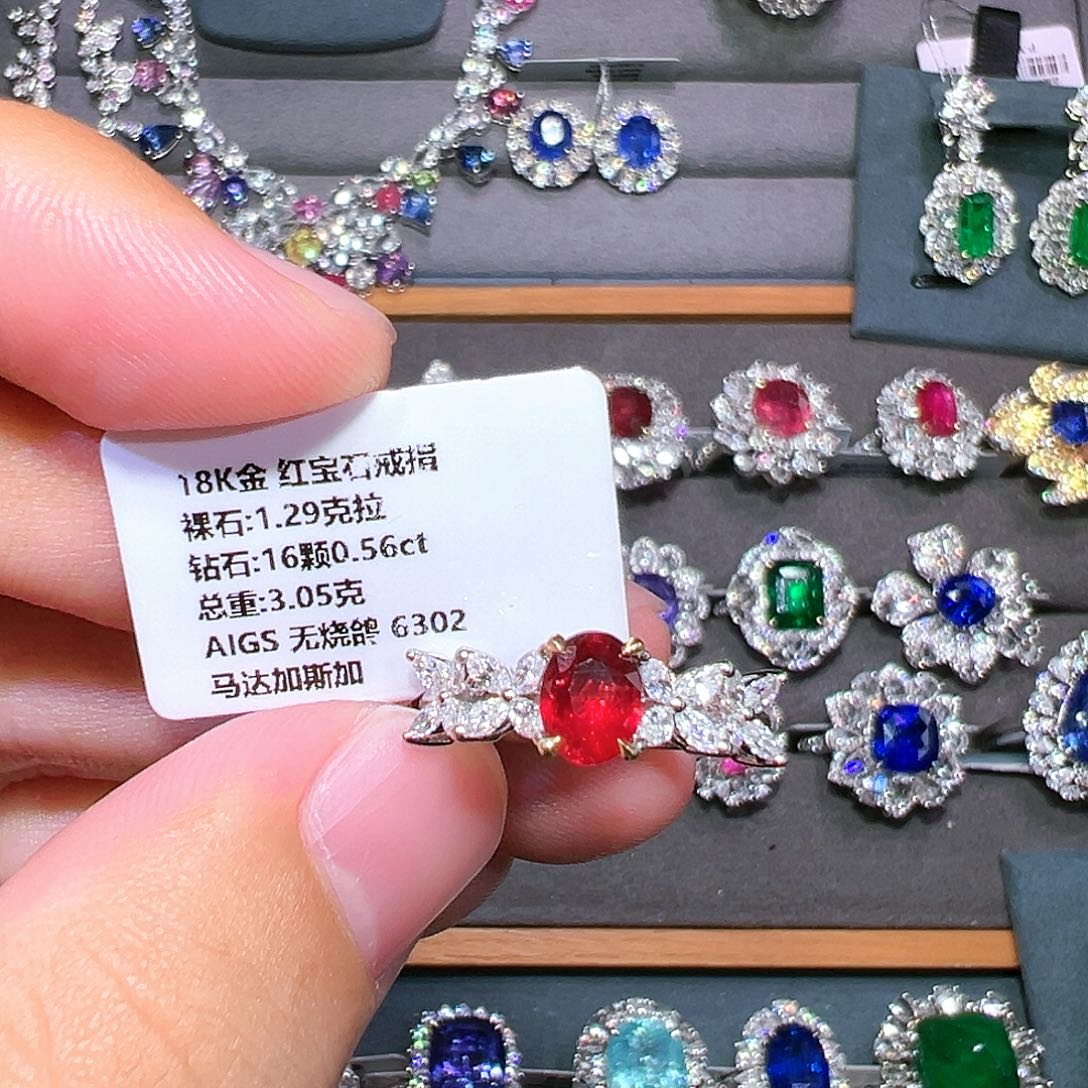 18K金 红宝石戒指
裸石:1.29克拉
钻石:16颗0.56ct
总重:3.05克
AIGS 无烧鸽 6302
马达加斯加